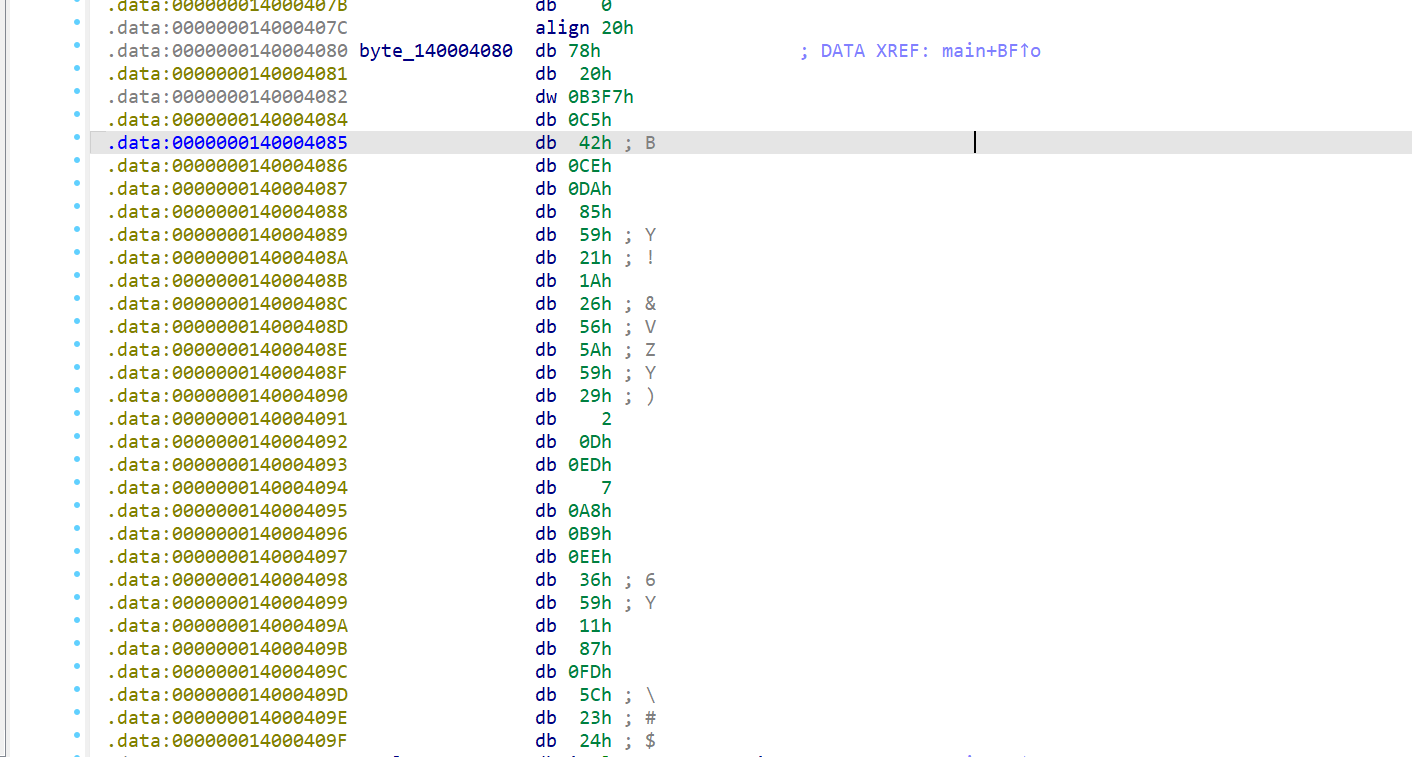 .data:000000014000407B db 0
.data:000000014000407C align 20h
.data:0000000140004080 byte_140004080 db 78h ; DATA XREF: main+BF↑o
.data:0000000140004081 db 20h
.data:0000000140004082 dw 0B3F7h
.data:0000000140004084 db 0C5h
.data:0000000140004085 db 42h ; B
.data:0000000140004086 db 0CEh
.data:0000000140004087 db 0DAh
.data:0000000140004088 db 85h
.data:0000000140004089 db 59h ; Y
.data:000000014000408A db 21h ; !
.data:000000014000408B db 1Ah
.data:000000014000408C db 26h ; &
.data:000000014000408D db 56h ; V
.data:000000014000408E db 5Ah ; Z
.data:000000014000408F db 59h ; Y
.data:0000000140004090 db 29h ; )
.data:0000000140004091 db 2
.data:0000000140004092 db 0Dh
.data:0000000140004093 db 0EDh
.data:0000000140004094 db 7
.data:0000000140004095 db 0A8h
.data:0000000140004096 db 0B9h
.data:0000000140004097 db 0EEh
.data:0000000140004098 db 36h ; 6
.data:0000000140004099 db 59h ; Y
.data:000000014000409A db 11h
.data:000000014000409B db 87h
.data:000000014000409C db 0FDh
.data:000000014000409D db 5Ch ; \
.data:000000014000409E db 23h ; #
.data:000000014000409F db 24h ; $